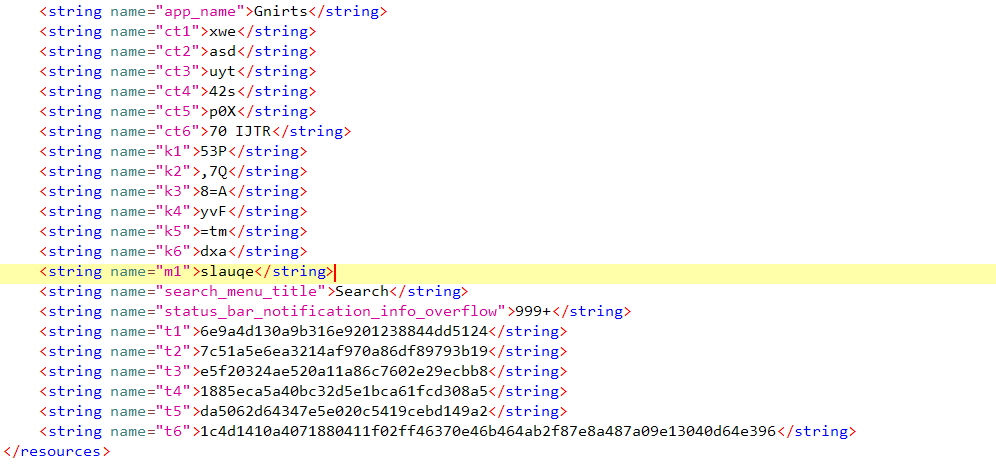 <string name="app_name">Gnirts</string>
<string name="ct1">xwe</string>
<string name="ct2">asd</string>
<string name="ct3">uyt</string>
<string name="ct4">42s</string>
<string name="ct5">p0X</string>
<string name="ct6">70 IJTR</string>
<string name="k1">53P</string>
<string name="k2">,7Q</string>
<string name="k3">8=A</string>
<string name="k4">yvF</string>
<string name="k5">=tm</string>
<string name="k6">dxa</string>
<string name="m1">slauqe</string>
<string name="search_menu_title">Search</string>
<string name="status_bar_notification_info_overflow">999+</string>
<string name="t1">6e9a4d130a9b316e9201238844dd5124</string>
<string name="t2">7c51a5e6ea3214af970a86df89793b19</string>
<string name="t3">e5f20324ae520a11a86c7602e29ecbb8</string>
<string name="t4">1885eca5a40bc32d5e1bca61fcd308a5</string>
<string name="t5">da5062d64347e5e020c5419cebd149a2</string>
<string name="t6">1c4d1410a4071880411f02ff46370e46b464ab2f87e8a487a09e13040d64e396</string>
</resources>